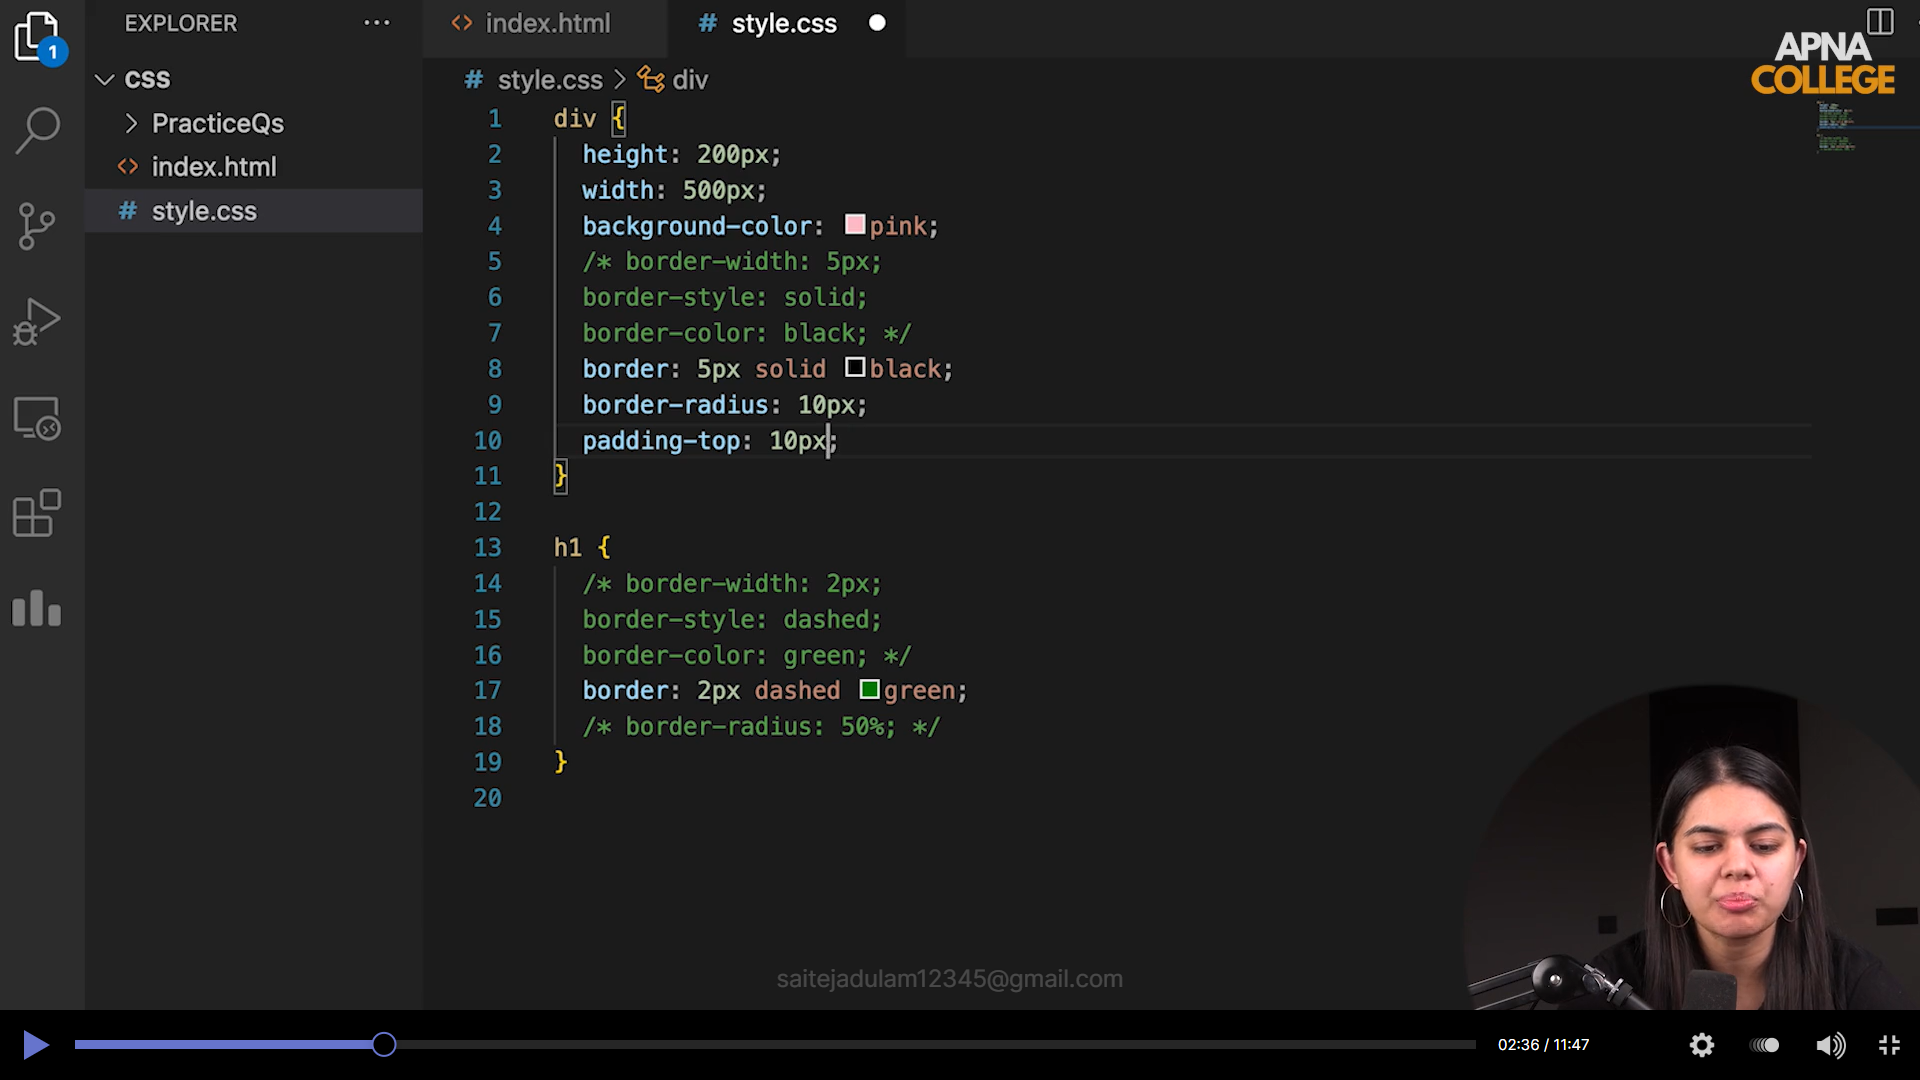 EXPLORER
index.html
# style.css
APNA
COLLEGE
1
CSS
PracticeQs
index.html
# style.css
# style.css > div
1 div {
2 height: 200px;
3 width: 500px;
4 background-color: pink;
5 /* border-width: 5px;
6 border-style: solid;
7 border-color: black; */
8 border: 5px solid black;
9 border-radius: 10px;
10 padding-top: 10px;
11 }
12
13 h1 {
14 /* border-width: 2px;
15 border-style: dashed;
16 border-color: green; */
17 border: 2px dashed green;
18 /* border-radius: 50%; */
19 }
20
saitejadulam12345@gmail.com
02:36 / 11:47